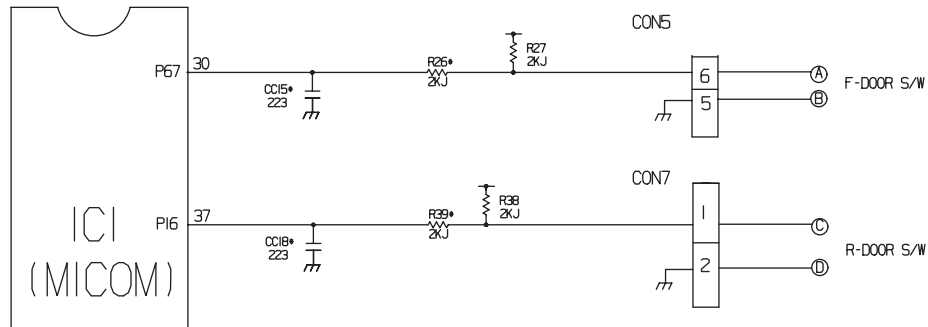 CON5
P67 30 R26* 2KJ R27 2KJ 6 A
CC15* 223 5 B F-DOOR S/W
CON7
P16 37 R39* 2KJ R38 2KJ 1 C
CC18* 223 2 D R-DOOR S/W
IC1
(MICOM)